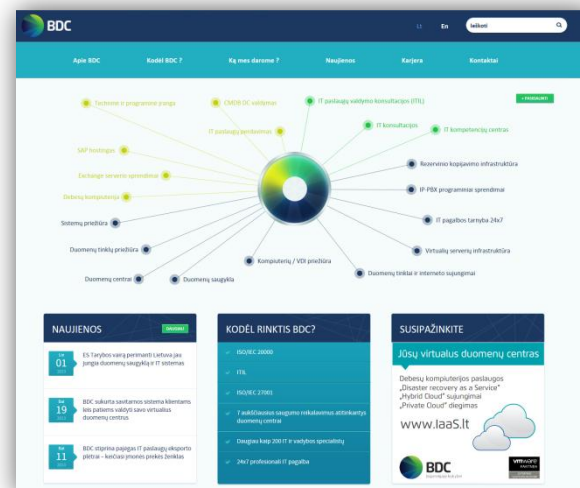 BDC
Lt
En
Ieškoti
Apie BDC
Kodėl BDC ?
Ką mes darome ?
Naujienos
Karjera
Kontaktai
Techninė ir programinė įranga
CMDB DC valdymas
IT paslaugų valdymo konsultacijos (ITIL)
IT paslaugų perdavimas
IT konsultacijos
IT kompetencijų centras
SAP hostingas
Rezervinio kopijavimo infrastruktūra
Exchange serverio sprendimai
IP-PBX programiniai sprendimai
Debesų kompiuterija
Sistemų priežiūra
IT pagalbos tarnyba 24x7
Duomenų tinklų priežiūra
Virtualių serverių infrastruktūra
Kompiuterių / VDI priežiūra
Duomenų centrai
Duomenų saugykla
Duomenų tinklai ir interneto sujungimai
NAUJIENOS
01
ES Tarybos vairą perimanti Lietuva jau
jungia duomenų saugyklą ir IT sistemas
19
BDC sukurta savitarnos sistema klientams
leis patiems valdyti savo virtualius
duomenų centrus
11
BDC stiprina pajėgas IT paslaugų eksporto
plėtrai – keičiasi įmonės prekės ženklas
KODĖL RINKTIS BDC?
ISO/IEC 20000
ITIL
ISO/IEC 27001
7 aukščiausius saugumo reikalavimus atitinkantys
duomenų centrai
Daugiau kaip 200 IT ir vadybos specialistų
24x7 profesionali IT pagalba
SUSIPAŽINKITE
Jūsų virtualus duomenų centras
Debesų kompiuterijos paslaugos
„Disaster recovery as a Service"
„Hybrid Cloud" sujungimai
„Private Cloud" diegimas
www.IaaS.lt
BDC
vmware